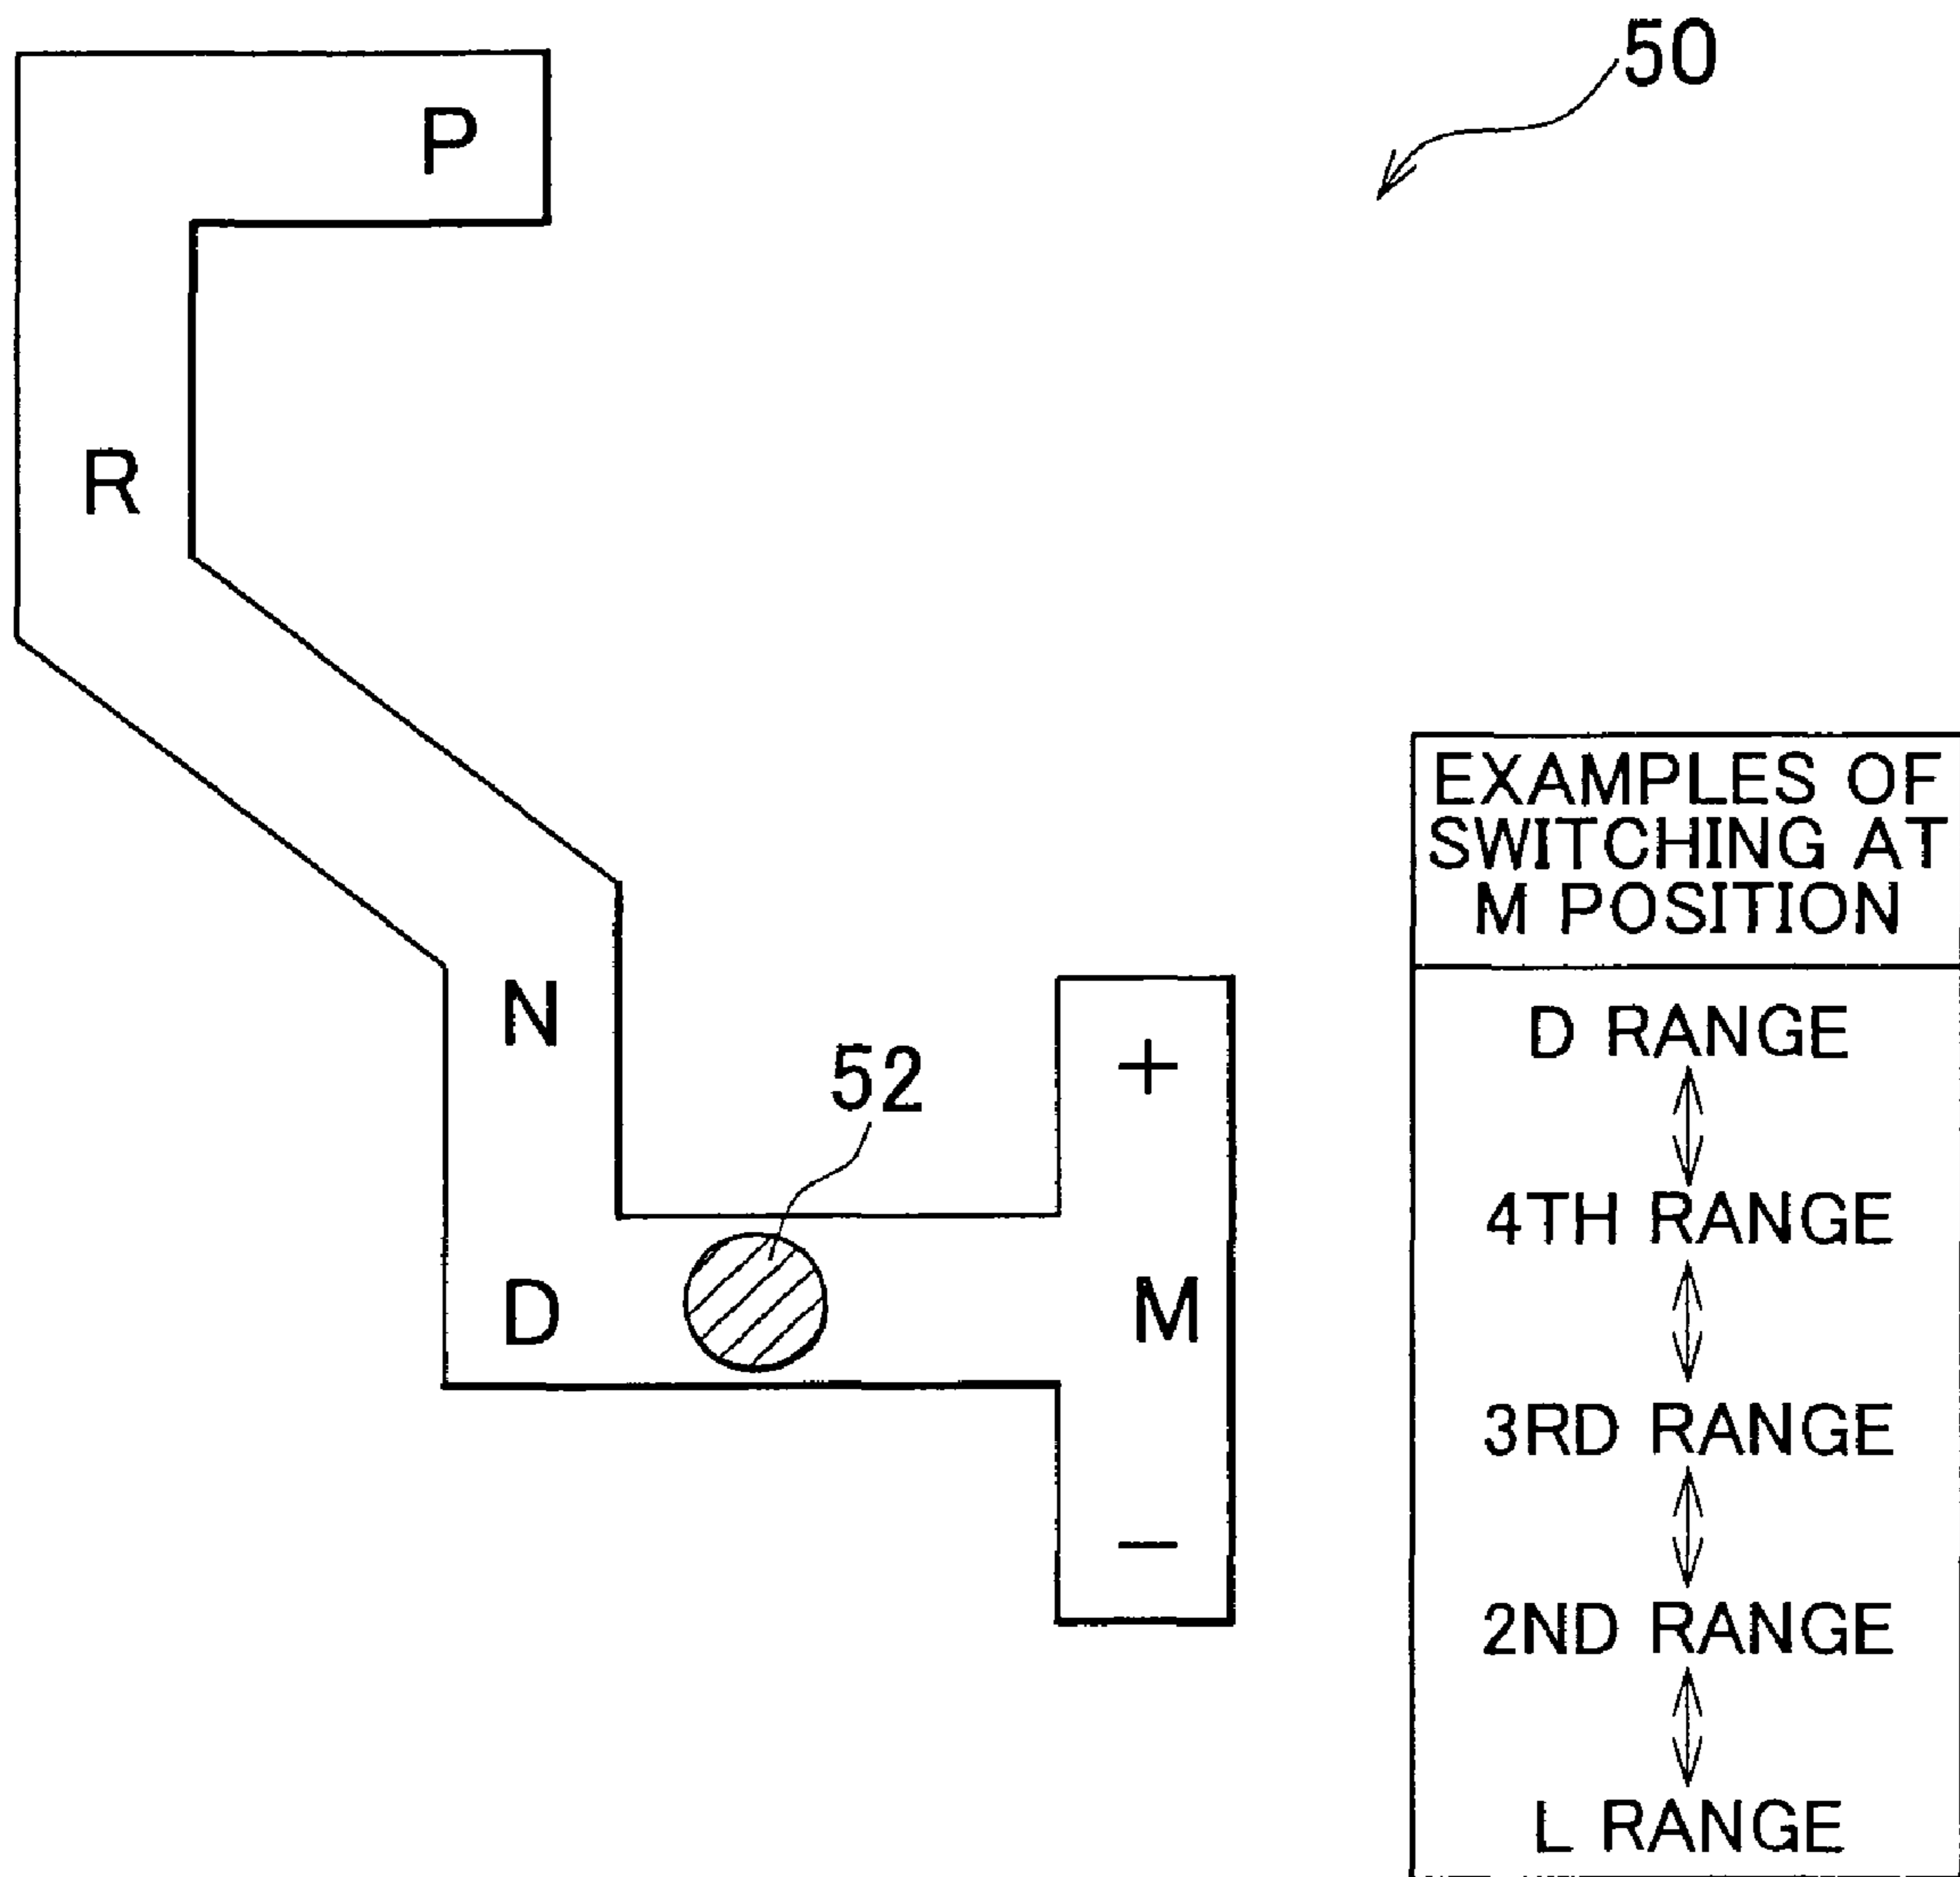 50
P
R
N
52
+
D
M
−
EXAMPLES OF
SWITCHING AT
M POSITION
D RANGE
4TH RANGE
3RD RANGE
2ND RANGE
L RANGE